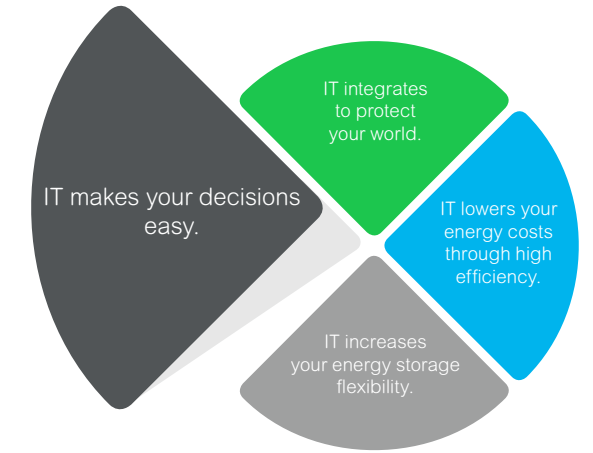 IT makes your decisions
easy.
IT integrates
to protect
your world.
IT lowers your
energy costs
through high
efficiency.
IT increases
your energy storage
flexibility.